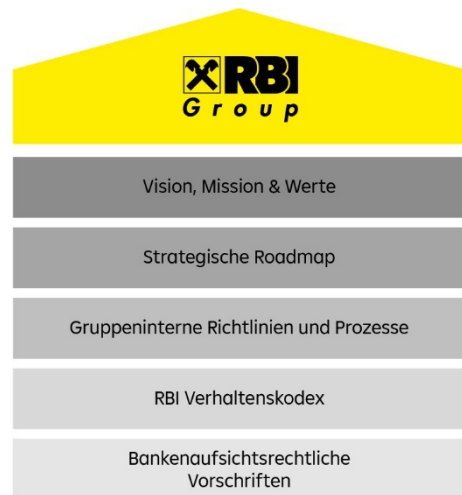 RBI
Group
Vision, Mission & Werte
Strategische Roadmap
Gruppeninterne Richtlinien und Prozesse
RBI Verhaltenskodex
Bankenaufsichtsrechtliche
Vorschriften